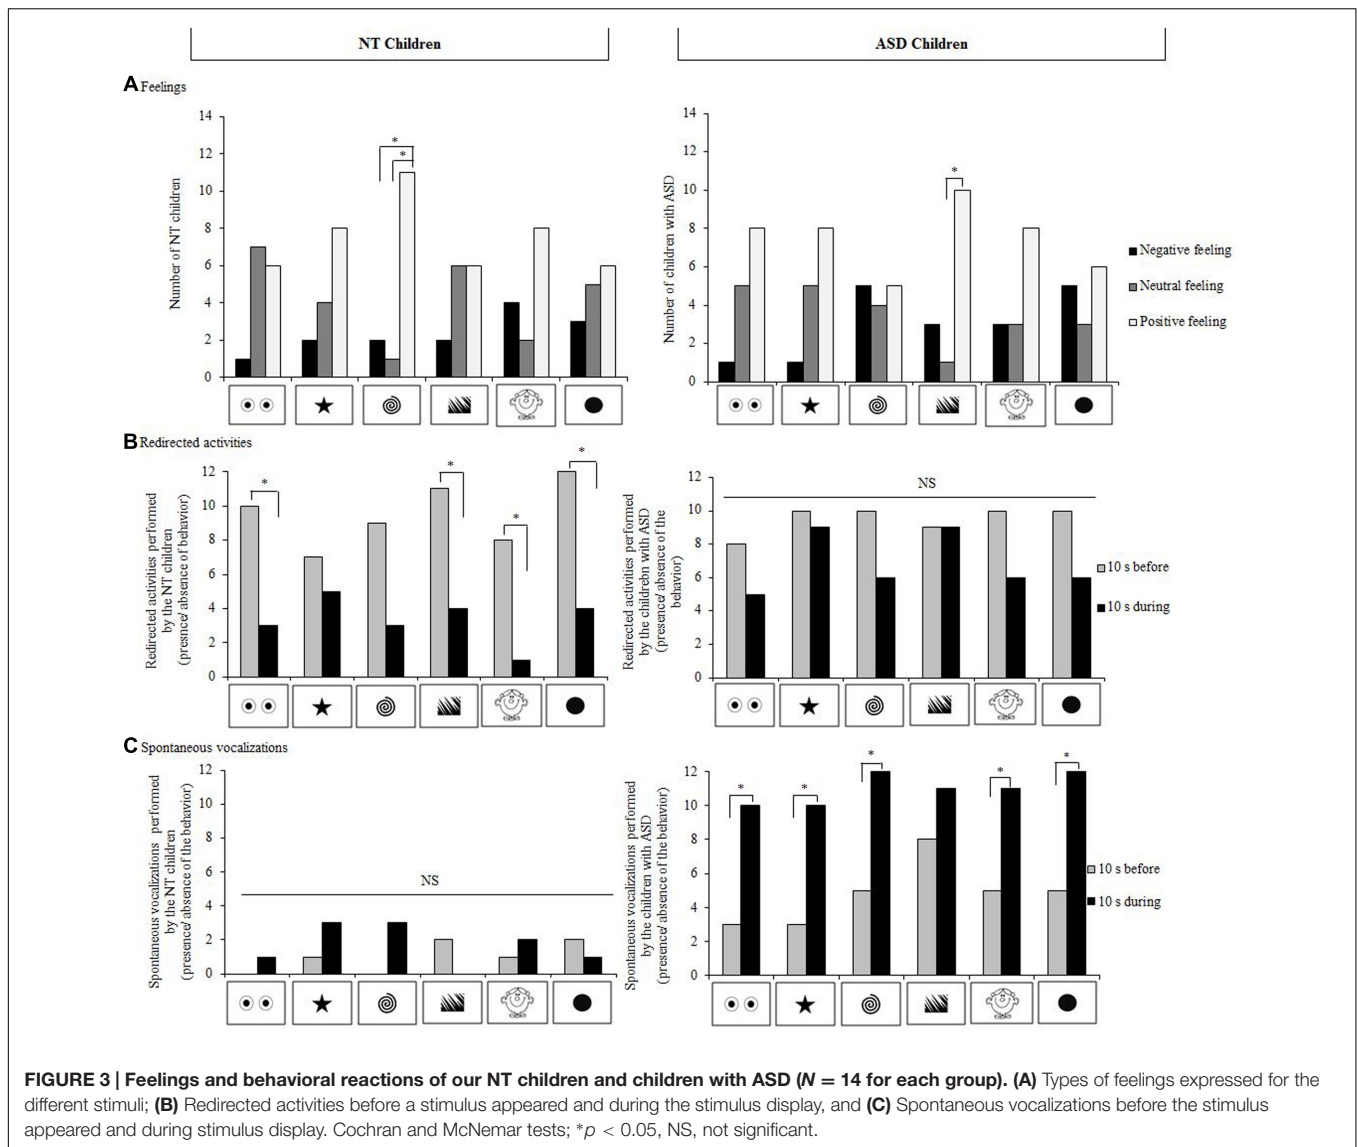 NT Children
ASD Children
A Feelings
14
12
10
8
6
4
2
0
Number of NT children
*
*
14
12
10
8
6
4
2
0
Number of children with ASD
*
Negative feeling
Neutral feeling
Positive feeling
B Redirected activities
12
10
8
6
4
2
0
Redirected activities performed
by the NT children
(presnce/ absence of behavior)
*
*
*
*
12
10
8
6
4
2
0
Redirected activities performed
by the childrebn with ASD
(presence/ absence of the
behavior)
NS
10 s before
10 s during
C Spontaneous vocalizations
12
10
8
6
4
2
0
Spontaneous vocalizations performed
by the NT children
(presence/ absence of the behavior)
NS
12
10
8
6
4
2
0
Spontaneous vocalizations performed
by the children with ASD
(presence/ absence of the behavior)
*
*
*
*
*
10 s before
10 s during
FIGURE 3 | Feelings and behavioral reactions of our NT children and children with ASD (N = 14 for each group). (A) Types of feelings expressed for the
different stimuli; (B) Redirected activities before a stimulus appeared and during the stimulus display, and (C) Spontaneous vocalizations before the stimulus
appeared and during stimulus display. Cochran and McNemar tests; *p < 0.05, NS, not significant.